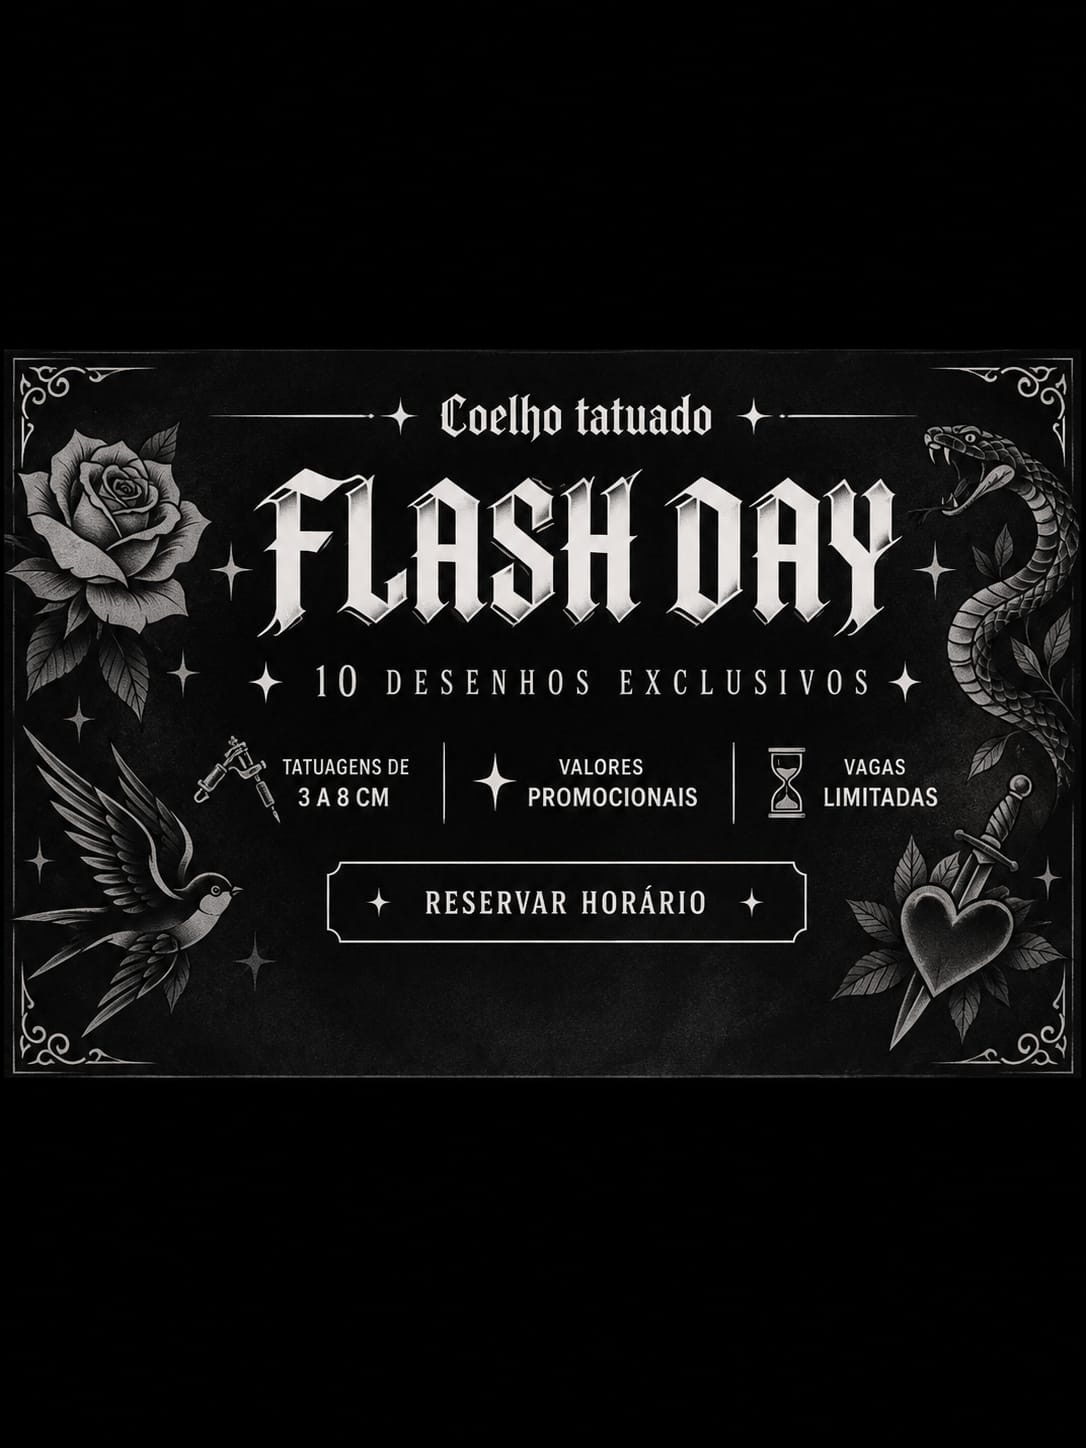 Coelho tatuado
FLASH DAY
10 DESENHOS EXCLUSIVOS
TATUAGENS DE
3 A 8 CM
VALORES
PROMOCIONAIS
VAGAS
LIMITADAS
RESERVAR HORÁRIO